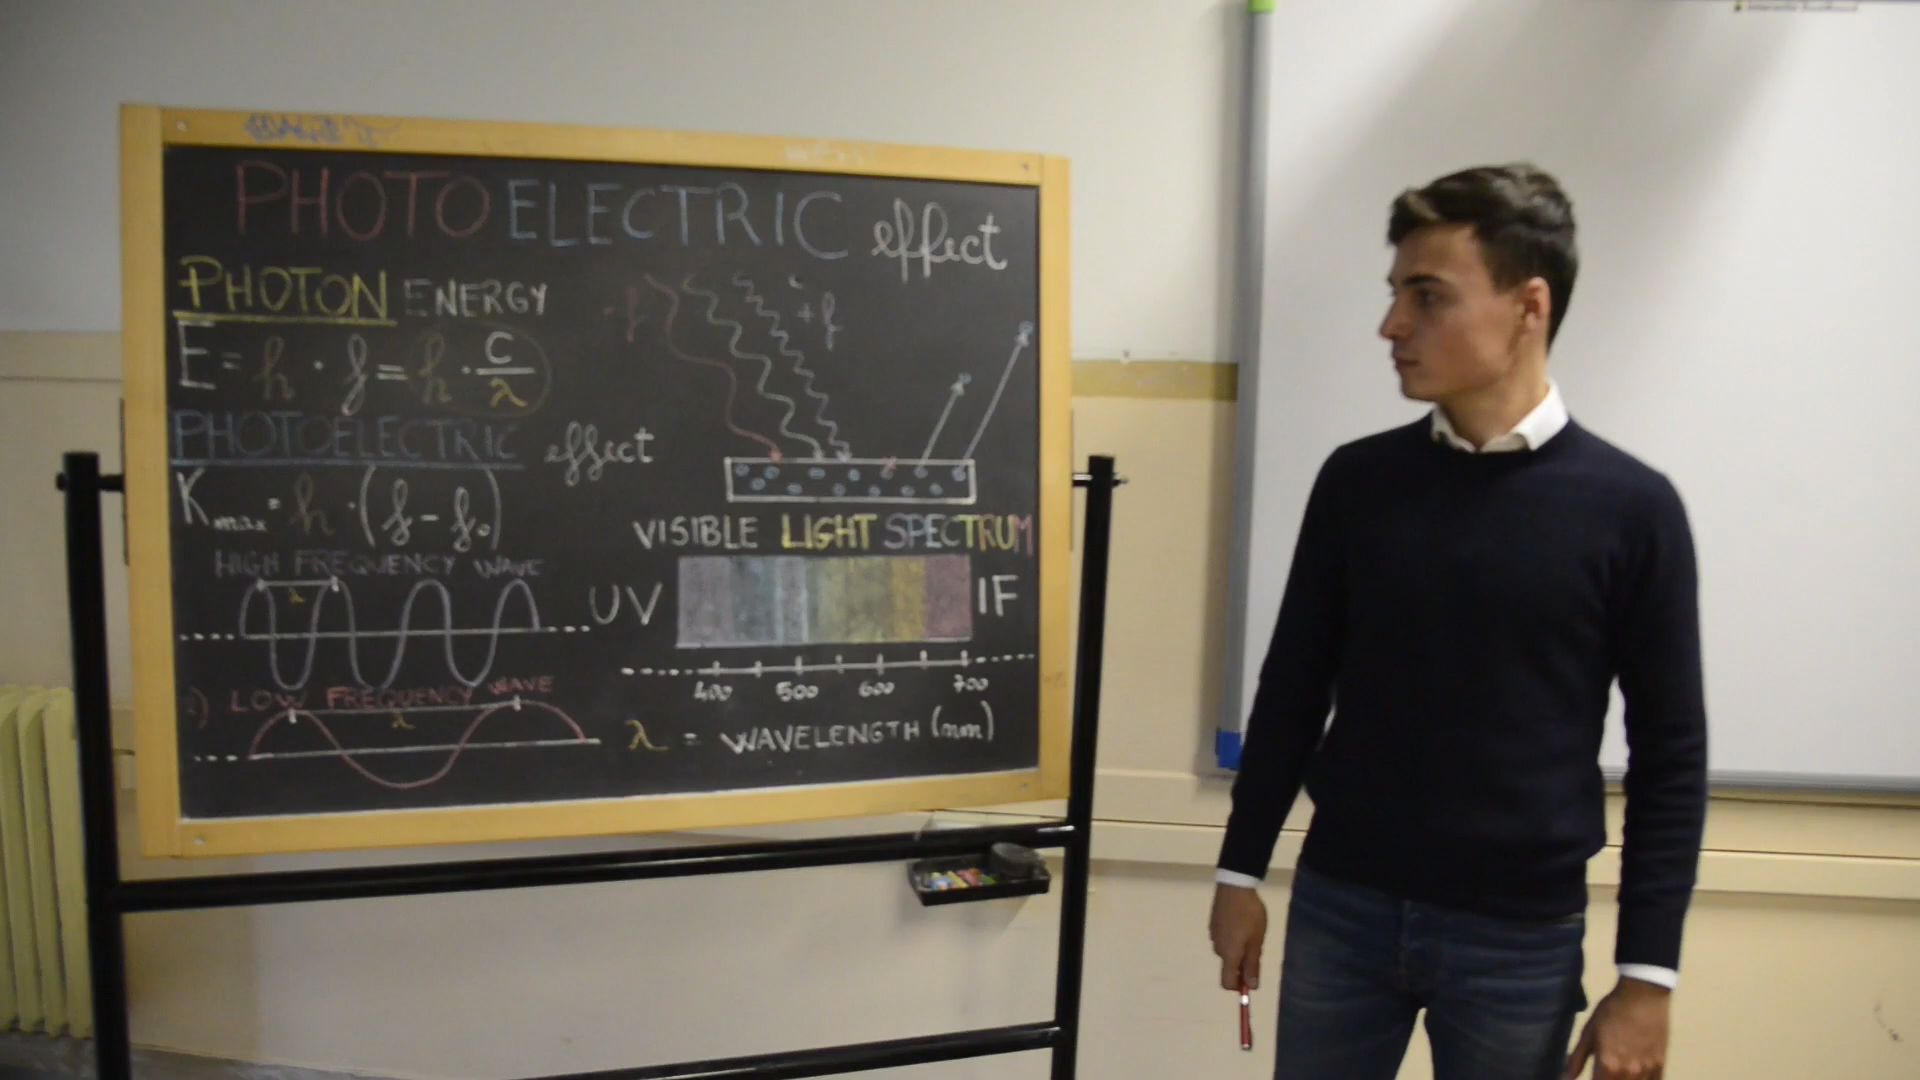 PHOTOELECTRIC effect
PHOTON ENERGY
E = h · f = h · c/λ
-f
+f
PHOTOELECTRIC effect
Kmax = h · (f - f₀)
HIGH FREQUENCY WAVE
λ
LOW FREQUENCY WAVE
λ
VISIBLE LIGHT SPECTRUM
UV
IF
400 500 600 700
λ = WAVELENGTH (nm)